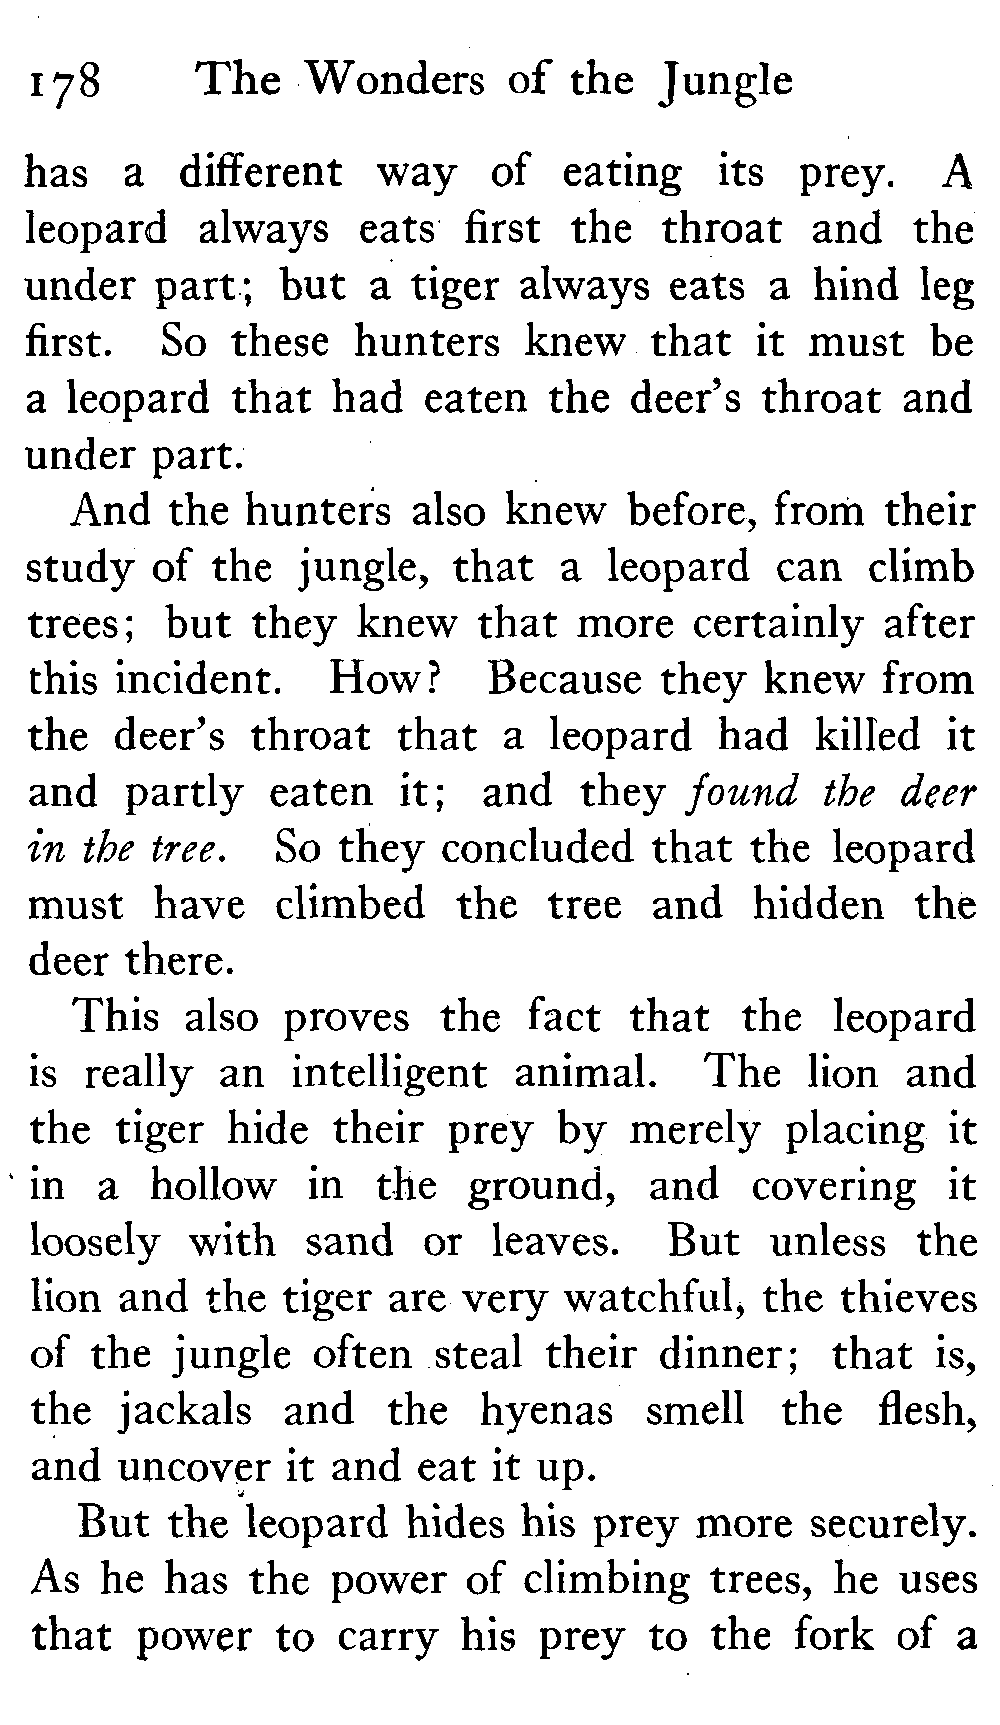 178 The Wonders of the Jungle
has a different way of eating its prey. A
leopard always eats first the throat and the
under part; but a tiger always eats a hind leg
first. So these hunters knew that it must be
a leopard that had eaten the deer's throat and
under part.
And the hunters also knew before, from their
study of the jungle, that a leopard can climb
trees; but they knew that more certainly after
this incident. How? Because they knew from
the deer's throat that a leopard had killed it
and partly eaten it; and they found the deer
in the tree. So they concluded that the leopard
must have climbed the tree and hidden the
deer there.
This also proves the fact that the leopard
is really an intelligent animal. The lion and
the tiger hide their prey by merely placing it
in a hollow in the ground, and covering it
loosely with sand or leaves. But unless the
lion and the tiger are very watchful, the thieves
of the jungle often steal their dinner; that is,
the jackals and the hyenas smell the flesh,
and uncover it and eat it up.
But the leopard hides his prey more securely.
As he has the power of climbing trees, he uses
that power to carry his prey to the fork of a